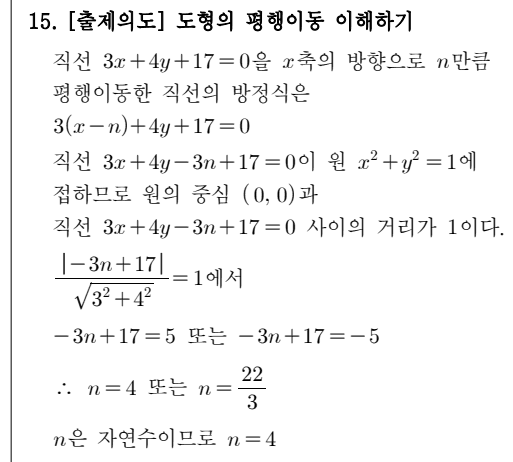 15. [출제의도] 도형의 평행이동 이해하기
직선 3x+4y+17=0을 x축의 방향으로 n만큼
평행이동한 직선의 방정식은
3(x-n)+4y+17=0
직선 3x+4y-3n+17=0이 원 x²+y²=1에
접하므로 원의 중심 (0, 0)과
직선 3x+4y-3n+17=0 사이의 거리가 1이다.
|-3n+17|/√(3²+4²)=1에서
-3n+17=5 또는 -3n+17=-5
∴ n=4 또는 n=22/3
n은 자연수이므로 n=4